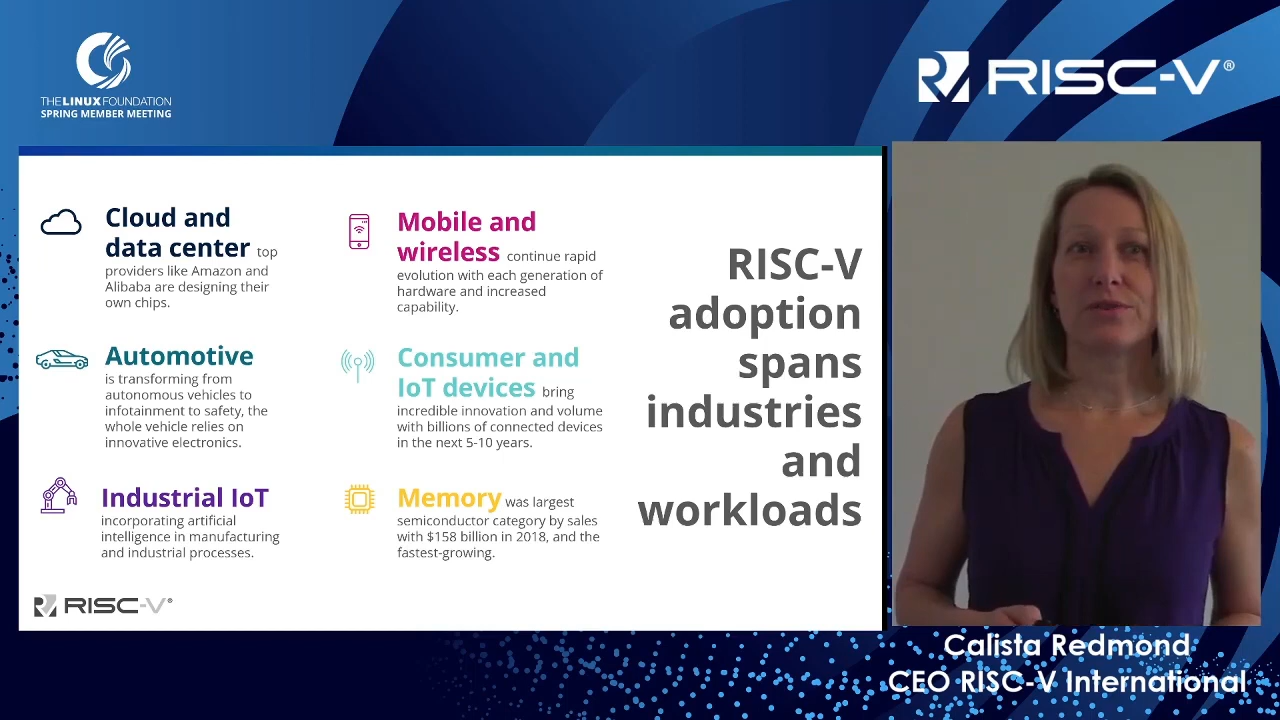 THE LINUX FOUNDATION
SPRING MEMBER MEETING
RISC-V®
Cloud and
data center top
providers like Amazon and
Alibaba are designing their
own chips.
Mobile and
wireless continue rapid
evolution with each generation of
hardware and increased
capability.
Automotive
is transforming from
autonomous vehicles to
infotainment to safety, the
whole vehicle relies on
innovative electronics.
Consumer and
IoT devices bring
incredible innovation and volume
with billions of connected devices
in the next 5-10 years.
Industrial IoT
incorporating artificial
intelligence in manufacturing
and industrial processes.
Memory was largest
semiconductor category by sales
with $158 billion in 2018, and the
fastest-growing.
RISC-V
adoption
spans
industries
and
workloads
RISC-V®
Calista Redmond
CEO RISC-V International